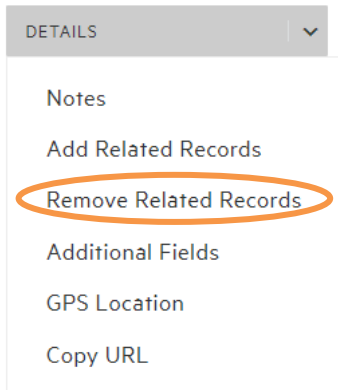 DETAILS
Notes
Add Related Records
Remove Related Records
Additional Fields
GPS Location
Copy URL